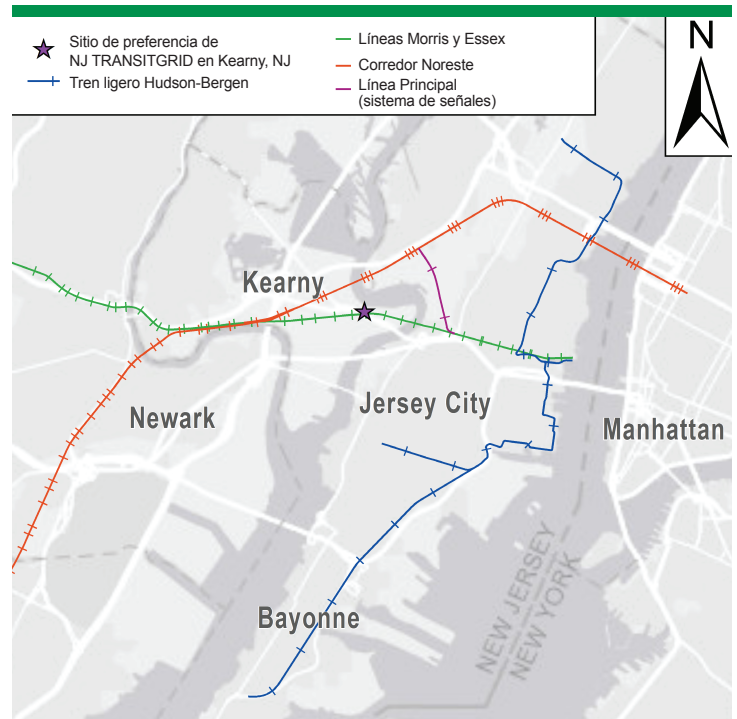 Sitio de preferencia de
NJ TRANSITGRID en Kearny, NJ
Tren ligero Hudson-Bergen
Líneas Morris y Essex
Corredor Noreste
Línea Principal
(sistema de señales)
N
Kearny
Newark
Jersey City
Manhattan
Bayonne
NEW JERSEY
NEW YORK